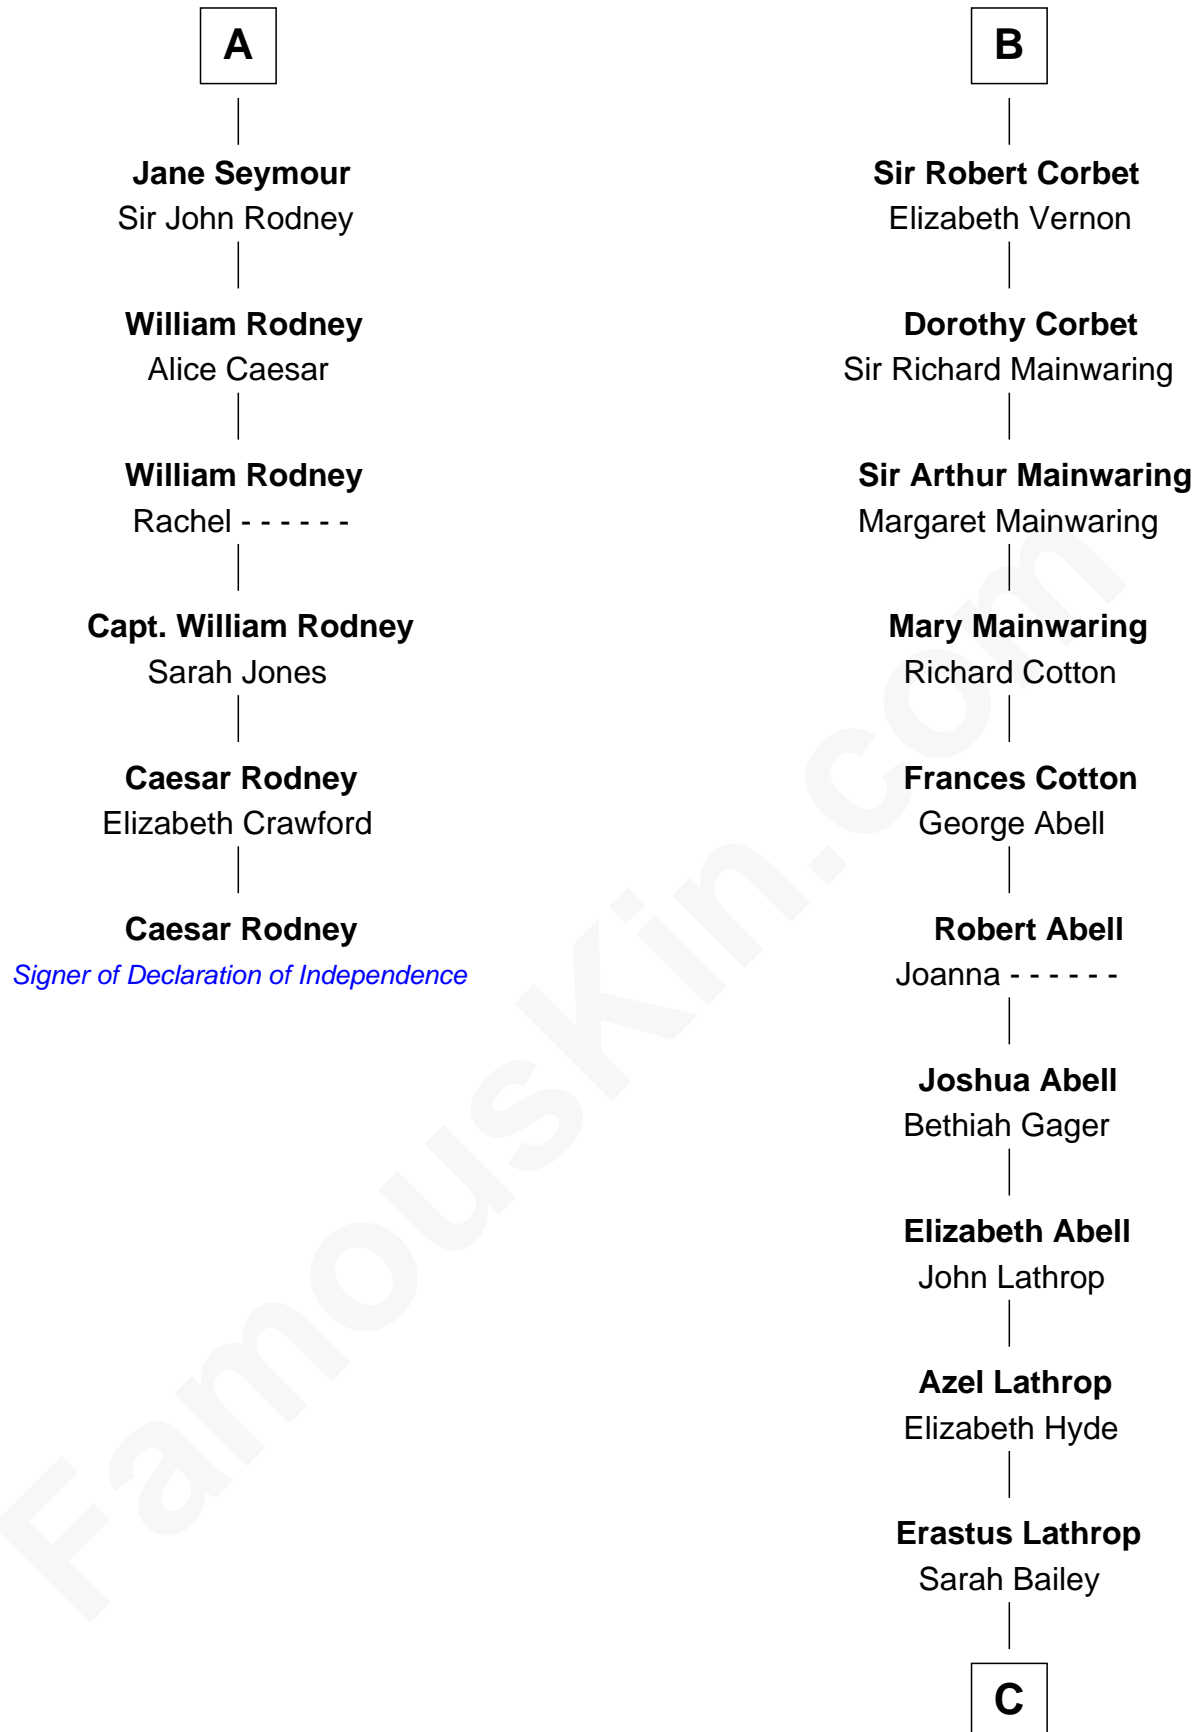 A
Jane Seymour
Sir John Rodney
William Rodney
Alice Caesar
William Rodney
Rachel - - - - - -
Capt. William Rodney
Sarah Jones
Caesar Rodney
Elizabeth Crawford
Caesar Rodney
Signer of Declaration of Independence
B
Sir Robert Corbet
Elizabeth Vernon
Dorothy Corbet
Sir Richard Mainwaring
Sir Arthur Mainwaring
Margaret Mainwaring
Mary Mainwaring
Richard Cotton
Frances Cotton
George Abell
Robert Abell
Joanna - - - - - -
Joshua Abell
Bethiah Gager
Elizabeth Abell
John Lathrop
Azel Lathrop
Elizabeth Hyde
Erastus Lathrop
Sarah Bailey
C
FamousKin.com